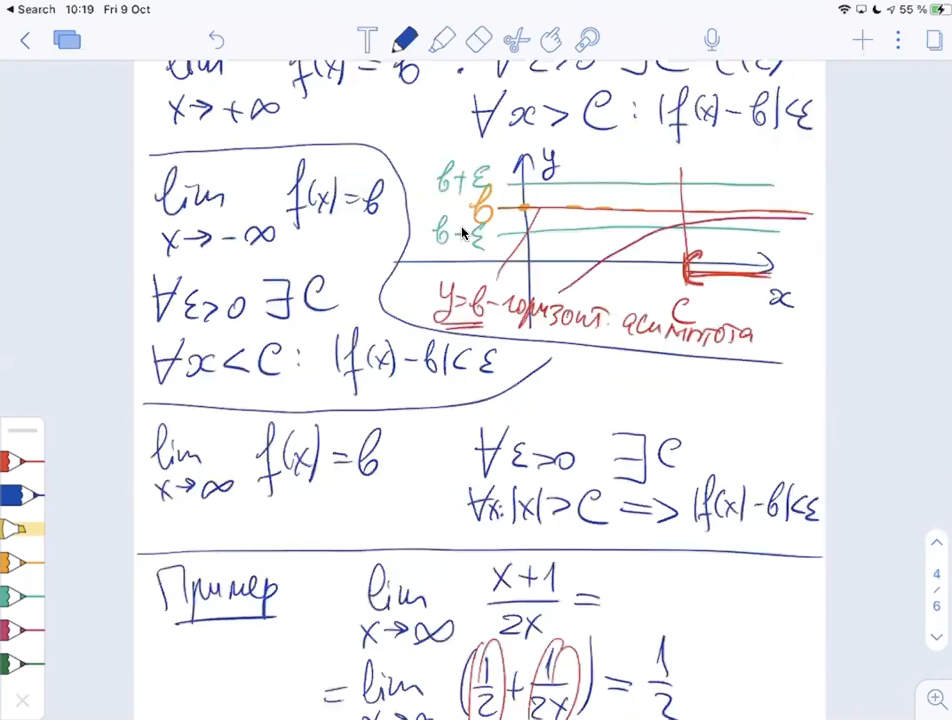 Search 10:19 Fri 9 Oct 55 %
T
lim f(x) = b
x→+∞ ∀x > C : |f(x) - b| < ε
lim f(x) = b
x→-∞
∀ε>0 ∃C
∀x < C : |f(x) - b| < ε
b+ε
b
b-ε
y
x
C
y=b - горизонт. асимптота
lim f(x) = b ∀ε>0 ∃C
x→∞ ∀x: |x| > C => |f(x) - b| < ε
Пример lim x+1/2x =
x→∞
= lim (1/2 + 1/2x) = 1/2
4
/
6